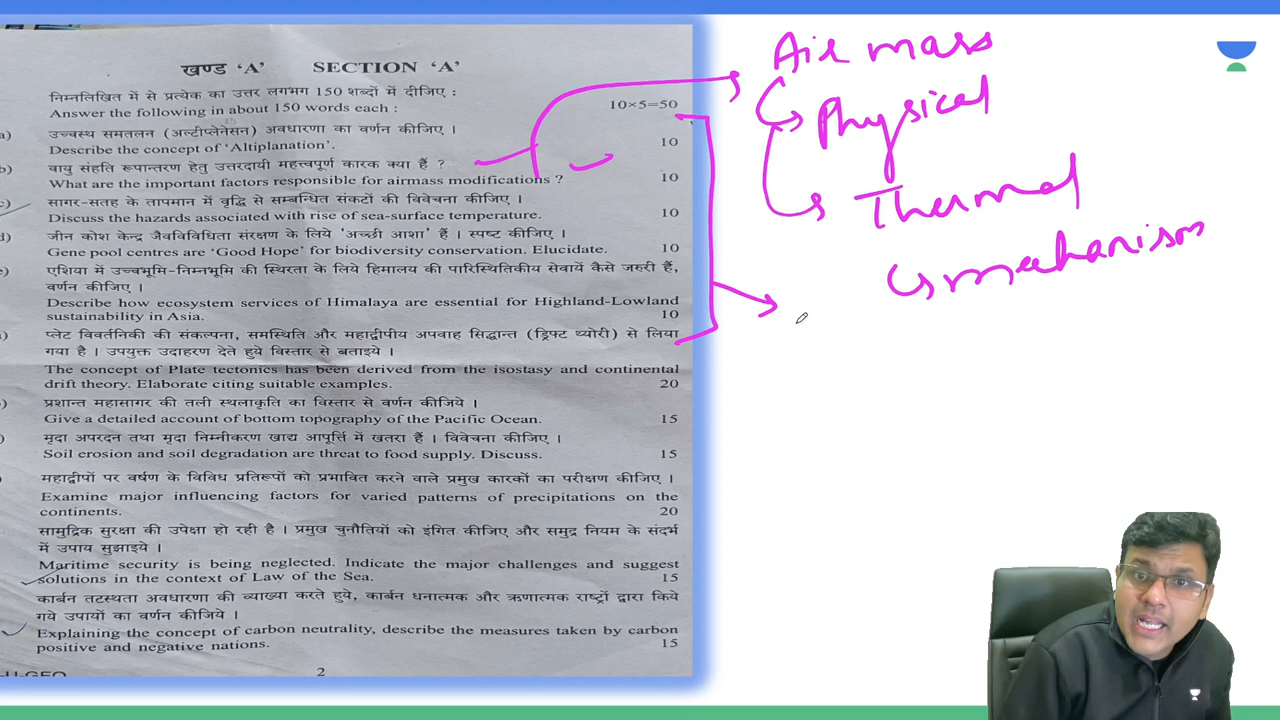 खण्ड 'A' SECTION 'A'
निम्नलिखित में से प्रत्येक का उत्तर लगभग 150 शब्दों में दीजिए :
Answer the following in about 150 words each : 10×5=50
a) उच्चस्थ समतलन (अल्टीप्लेनेसन) अवधारणा का वर्णन कीजिए ।
Describe the concept of 'Altiplanation'. 10
b) वायु संहति रूपान्तरण हेतु उत्तरदायी महत्त्वपूर्ण कारक क्या हैं ?
What are the important factors responsible for airmass modifications ? 10
c) सागर-सतह के तापमान में वृद्धि से सम्बन्धित की विवेचना कीजिए ।
Discuss the hazards associated with rise of sea-surface temperature. 10
d) जीन कोश केन्द्र जैवविविधता संरक्षण के लिये 'अच्छी आशा' हैं । स्पष्ट कीजिए ।
Gene pool centres are 'Good Hope' for biodiversity conservation. Elucidate. 10
e) एशिया में उच्चभूमि-निम्नभूमि की स्थिरता के लिये हिमालय की पारिस्थितिकीय सेवायें कैसे जरुरी हैं,
वर्णन कीजिए ।
Describe how ecosystem services of Himalaya are essential for Highland-Lowland
sustainability in Asia. 10
प्लेट विवर्तनिकी की संकल्पना, समस्थिति और महाद्वीपीय अपवाह सिद्धान्त (ड्रिफ्ट थ्योरी) से लिया
गया है । उपयुक्त उदाहरण देते हुये विस्तार से बताइये ।
The concept of Plate tectonics has been derived from the isostasy and continental
drift theory. Elaborate citing suitable examples. 20
प्रशान्त महासागर की तली स्थलाकृति का विस्तार से वर्णन कीजिये ।
Give a detailed account of bottom topography of the Pacific Ocean. 15
मृदा अपरदन तथा मृदा निम्नीकरण खाद्य आपूर्त्ति में खतरा हैं । विवेचना कीजिए ।
Soil erosion and soil degradation are threat to food supply. Discuss. 15
महाद्वीपों पर वर्षण के विविध प्रतिरूपों को प्रभावित करने वाले प्रमुख कारकों का परीक्षण कीजिए ।
Examine major influencing factors for varied patterns of precipitations on the
continents. 20
सामुद्रिक सुरक्षा की उपेक्षा हो रही है । प्रमुख चुनौतियों को इंगित कीजिए और समुद्र नियम के संदर्भ
में उपाय सुझाइये ।
Maritime security is being neglected. Indicate the major challenges and suggest
solutions in the context of Law of the Sea. 15
कार्बन तटस्थता अवधारणा की व्याख्या करते हुये, कार्बन धनात्मक और ऋणात्मक राष्ट्रों द्वारा किये
गये उपायों का वर्णन कीजिये ।
Explaining the concept of carbon neutrality, describe the measures taken by carbon
positive and negative nations. 15
2
Air mass
Physical
Thermal
mechanism